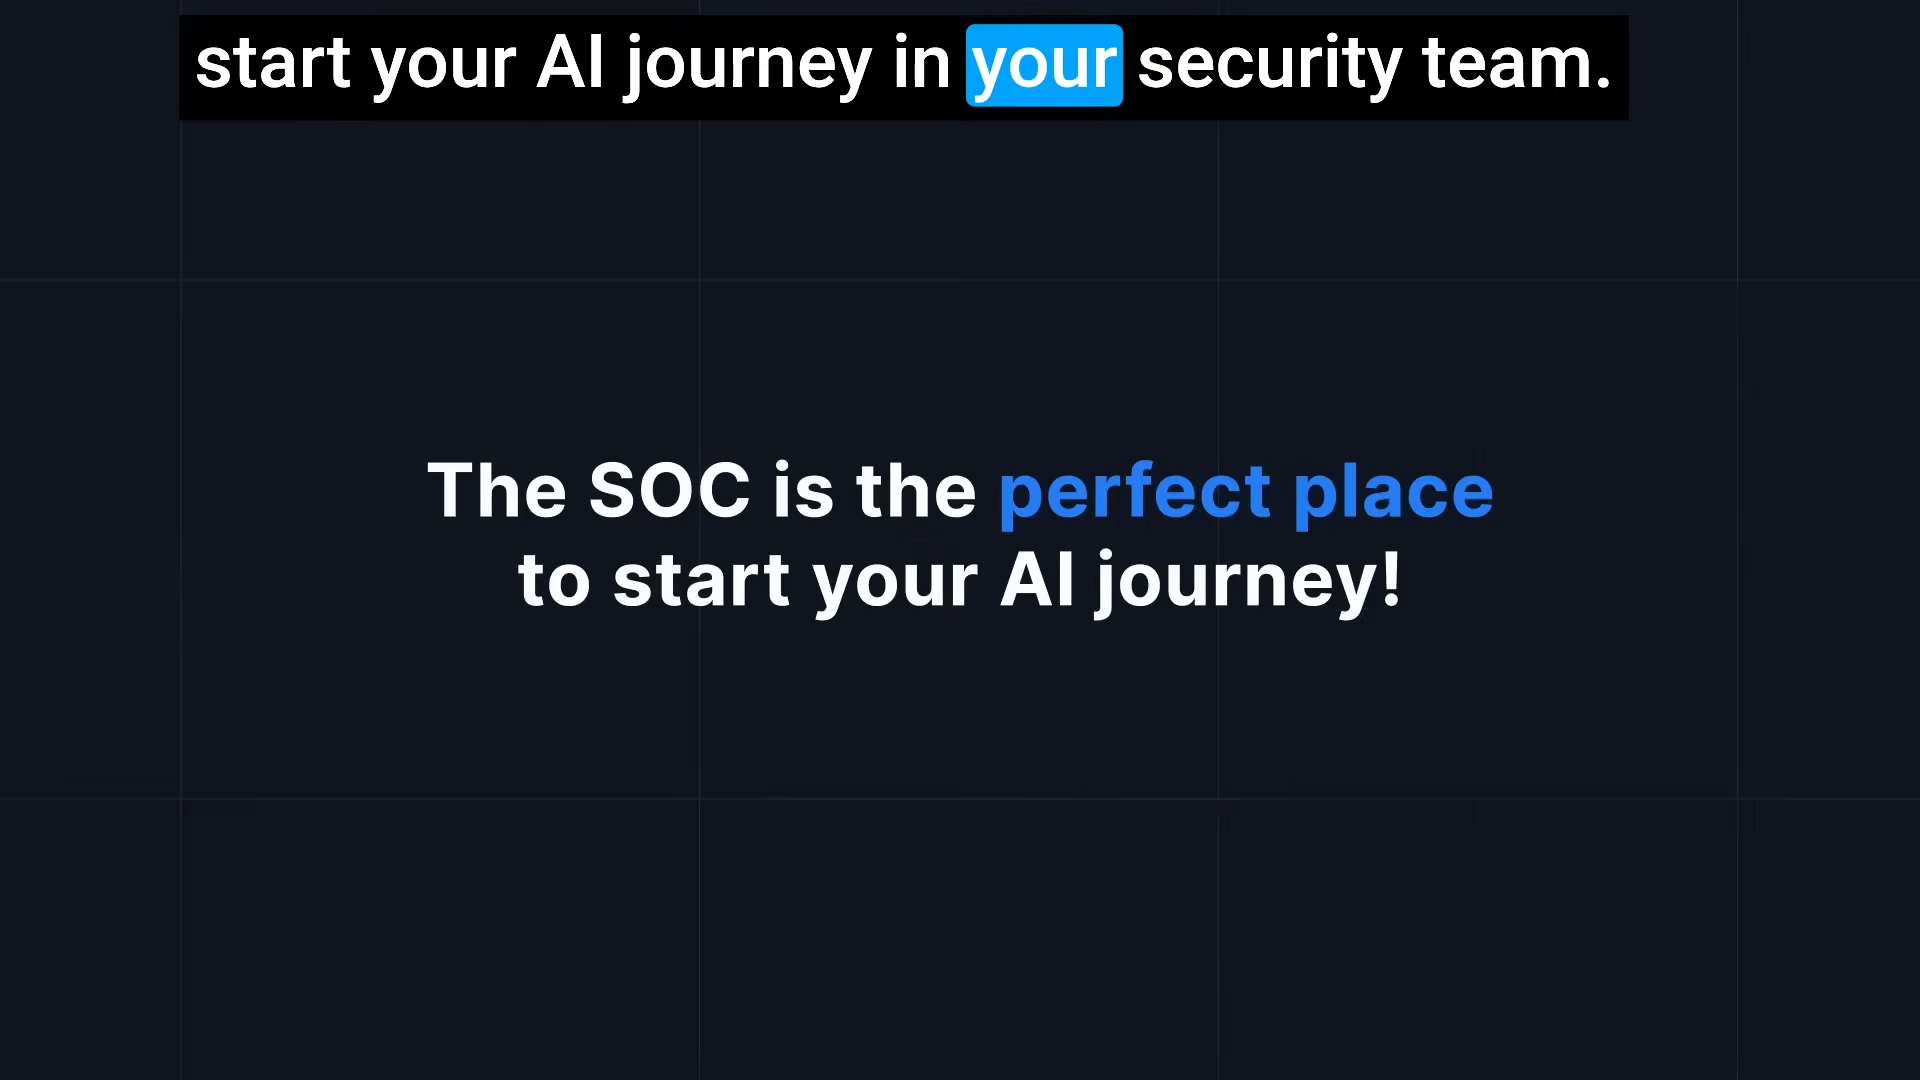 start your AI journey in your security team.
The SOC is the perfect place
to start your AI journey!